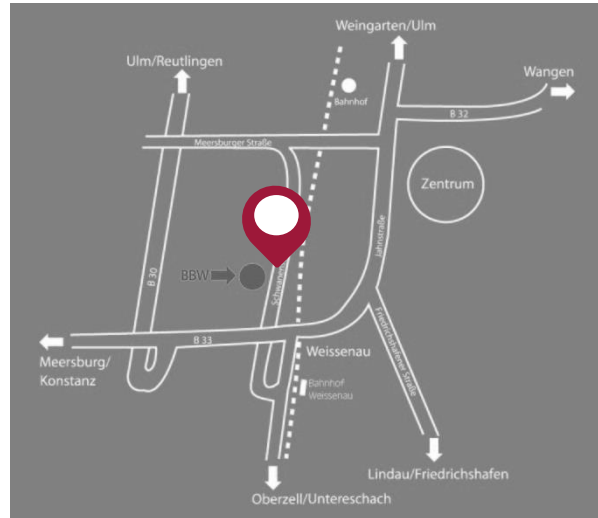 Weingarten/Ulm
Ulm/Reutlingen
Wangen
Bahnhof
B 32
Meersburger Straße
Zentrum
Jahnstraße
BBW
B 30
B 33
Friedrichshafener Straße
Meersburg/
Konstanz
Weissenau
Bahnhof
Weissenau
Lindau/Friedrichshafen
Oberzell/Untereschach